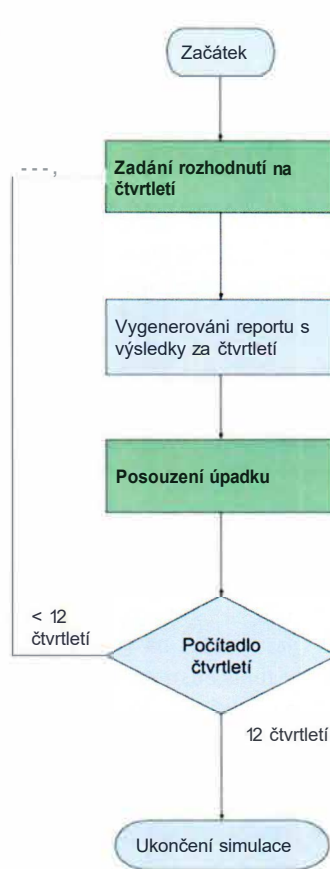 Začátek
Zadání rozhodnutí na
čtvrtletí
Vygenerováni reportu s
výsledky za čtvrtletí
Posouzení úpadku
< 12
čtvrtletí
Počítadlo
čtvrtletí
12 čtvrtletí
Ukončení simulace